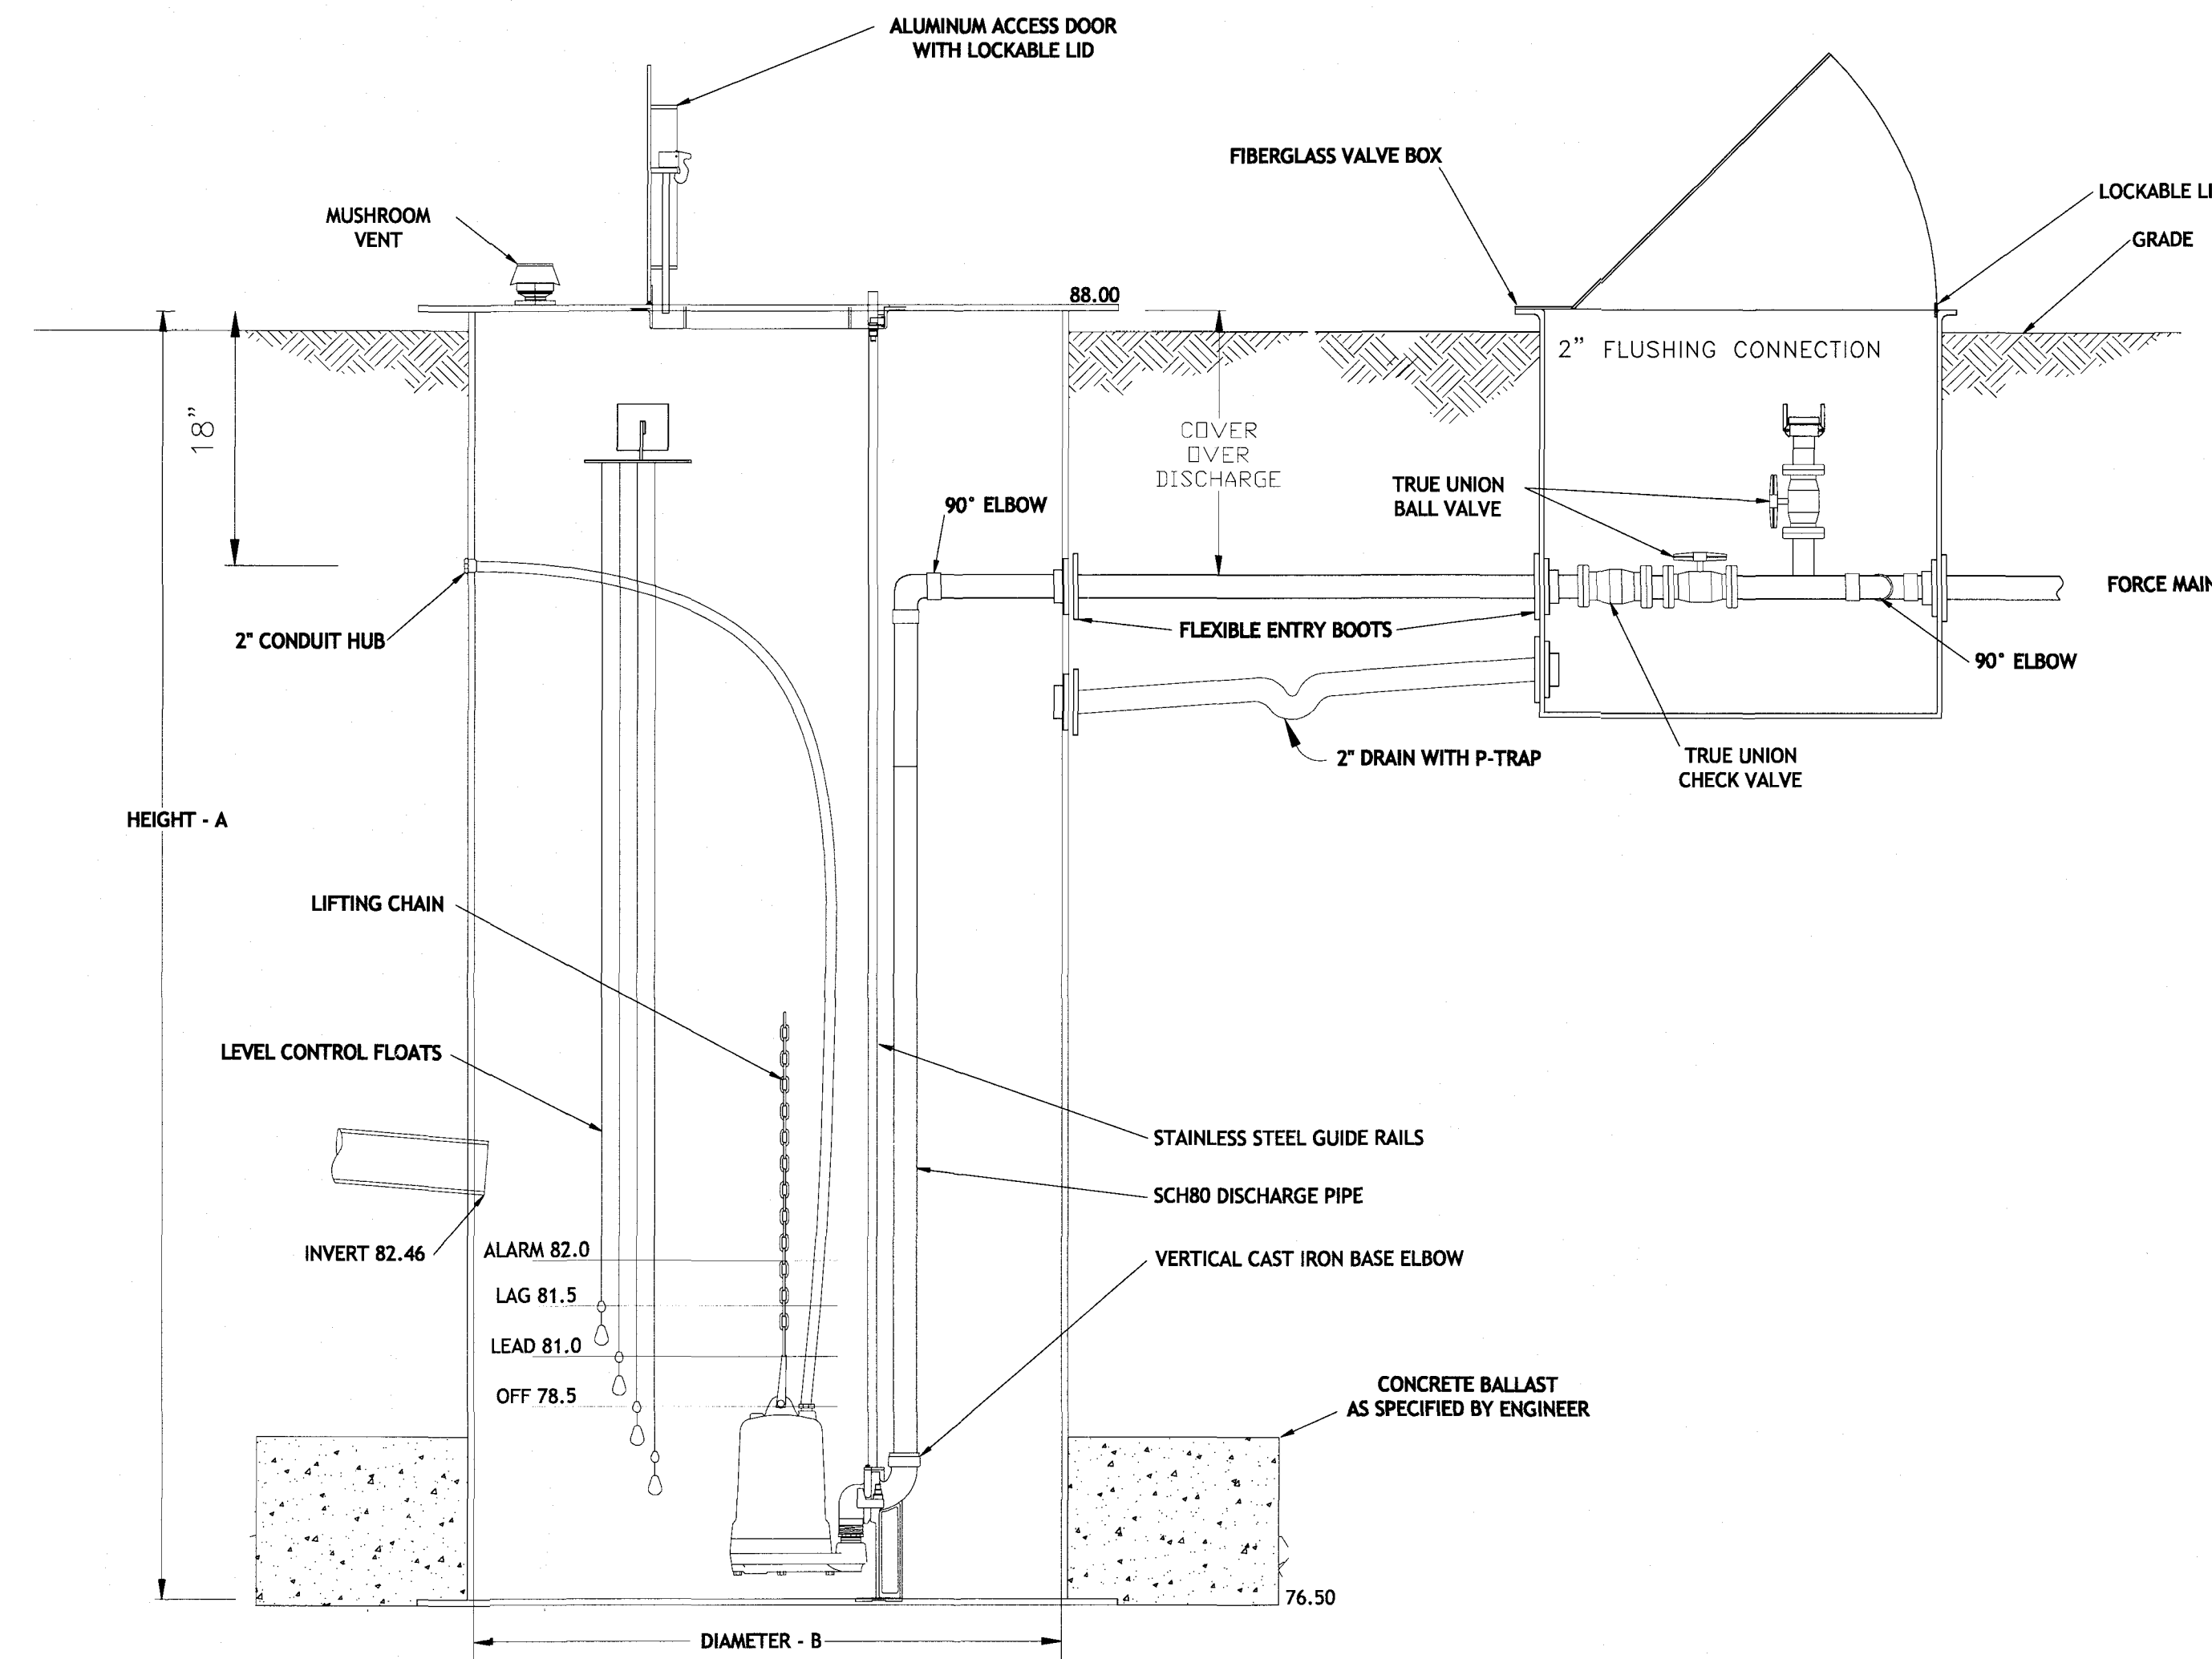 ALUMINUM ACCESS DOOR
WITH LOCKABLE LID
FIBERGLASS VALVE BOX
LOCKABLE LI
MUSHROOM
VENT
GRADE
88.00
2" FLUSHING CONNECTION
18"
COVER
OVER
DISCHARGE
TRUE UNION
BALL VALVE
90° ELBOW
FORCE MAIN
2" CONDUIT HUB
FLEXIBLE ENTRY BOOTS
90° ELBOW
2" DRAIN WITH P-TRAP
TRUE UNION
CHECK VALVE
HEIGHT - A
LIFTING CHAIN
LEVEL CONTROL FLOATS
STAINLESS STEEL GUIDE RAILS
SCH80 DISCHARGE PIPE
INVERT 82.46
ALARM 82.0
VERTICAL CAST IRON BASE ELBOW
LAG 81.5
LEAD 81.0
OFF 78.5
CONCRETE BALLAST
AS SPECIFIED BY ENGINEER
76.50
DIAMETER - B